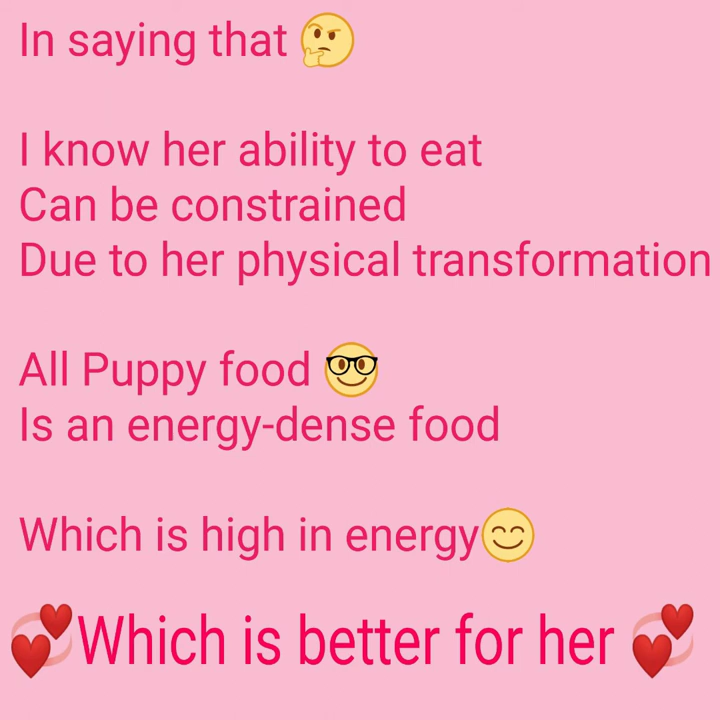 In saying that 🤔
I know her ability to eat
Can be constrained
Due to her physical transformation
All Puppy food 🤓
Is an energy-dense food
Which is high in energy😊
💞Which is better for her 💞